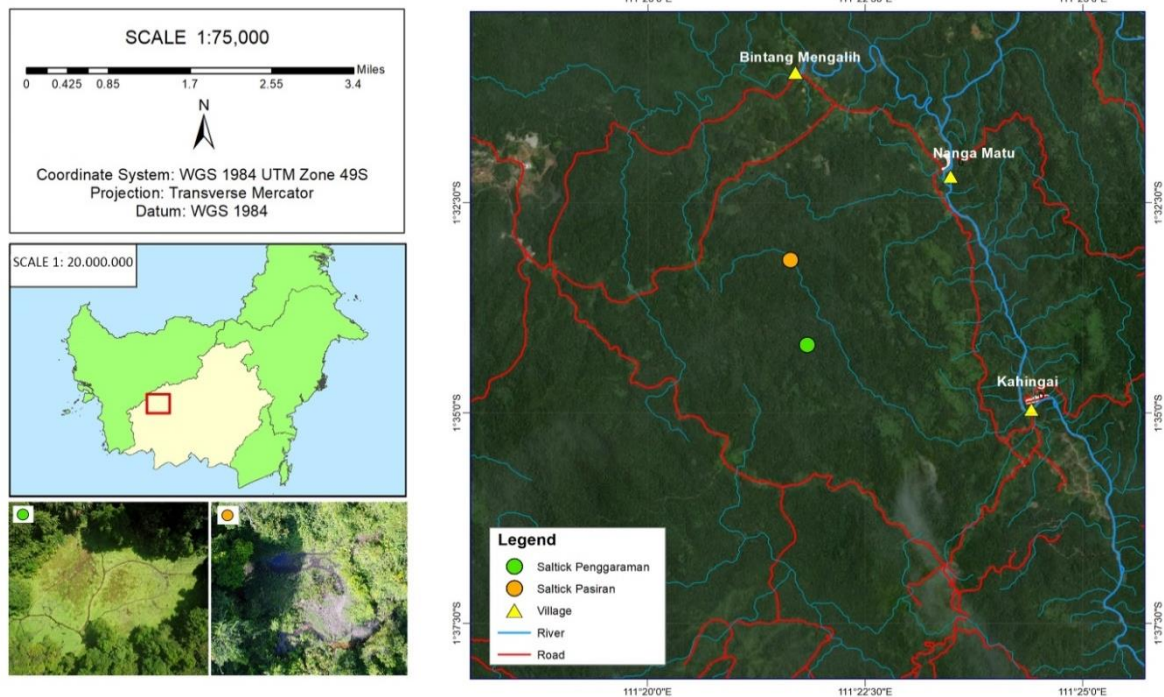 SCALE 1:75,000
Miles
0 0.425 0.85 1.7 2.55 3.4
N
Coordinate System: WGS 1984 UTM Zone 49S
Projection: Transverse Mercator
Datum: WGS 1984
SCALE 1: 20.000.000
Bintang Mengalih
Nanga Matu
Kahingai
1°32'30"S
1°32'30"S
1°35'0"S
1°35'0"S
1°37'30"S
1°37'30"S
Legend
Saltick Penggaraman
Saltick Pasiran
Village
River
Road
111°20'0"E 111°22'30"E 111°25'0"E